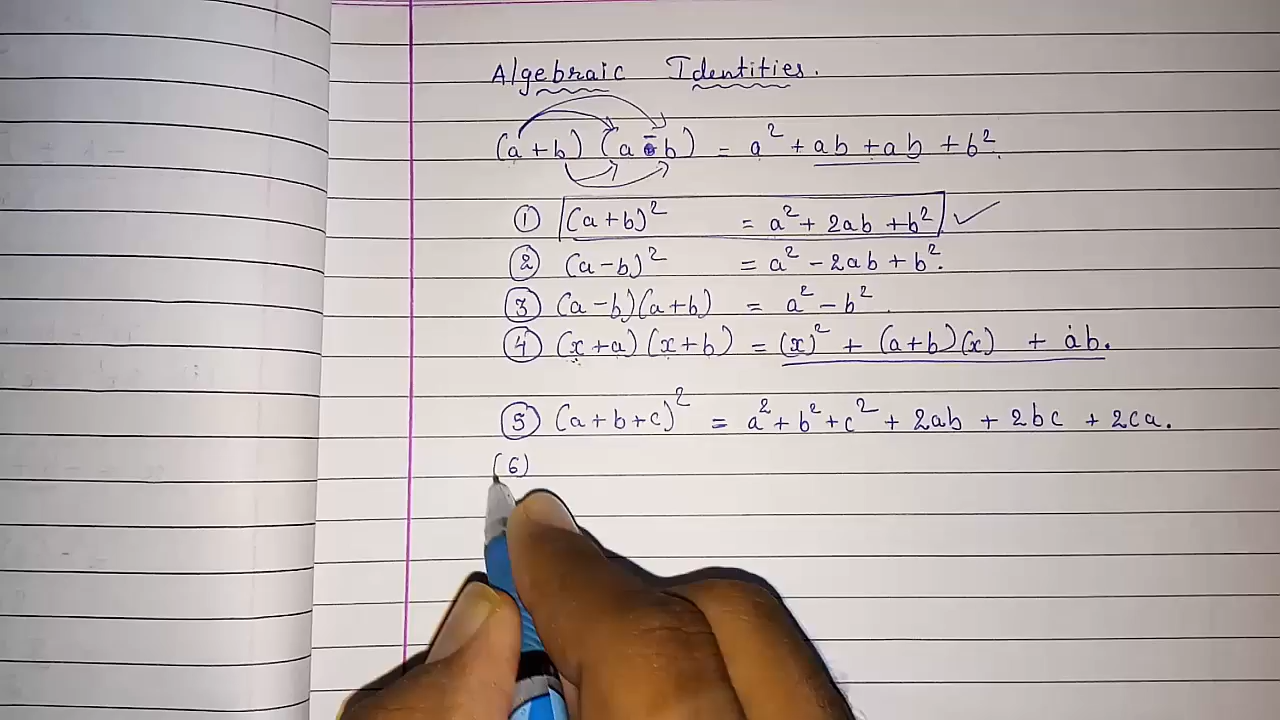 Algebraic Identities.
(a+b) (a - b) = a² + ab + ab + b²
① (a+b)² = a² + 2ab + b² ✓
② (a-b)² = a² - 2ab + b².
③ (a-b)(a+b) = a² - b².
④ (x+a)(x+b) = (x)² + (a+b)(x) + ab.
⑤ (a+b+c)² = a² + b² + c² + 2ab + 2bc + 2ca.
(6)